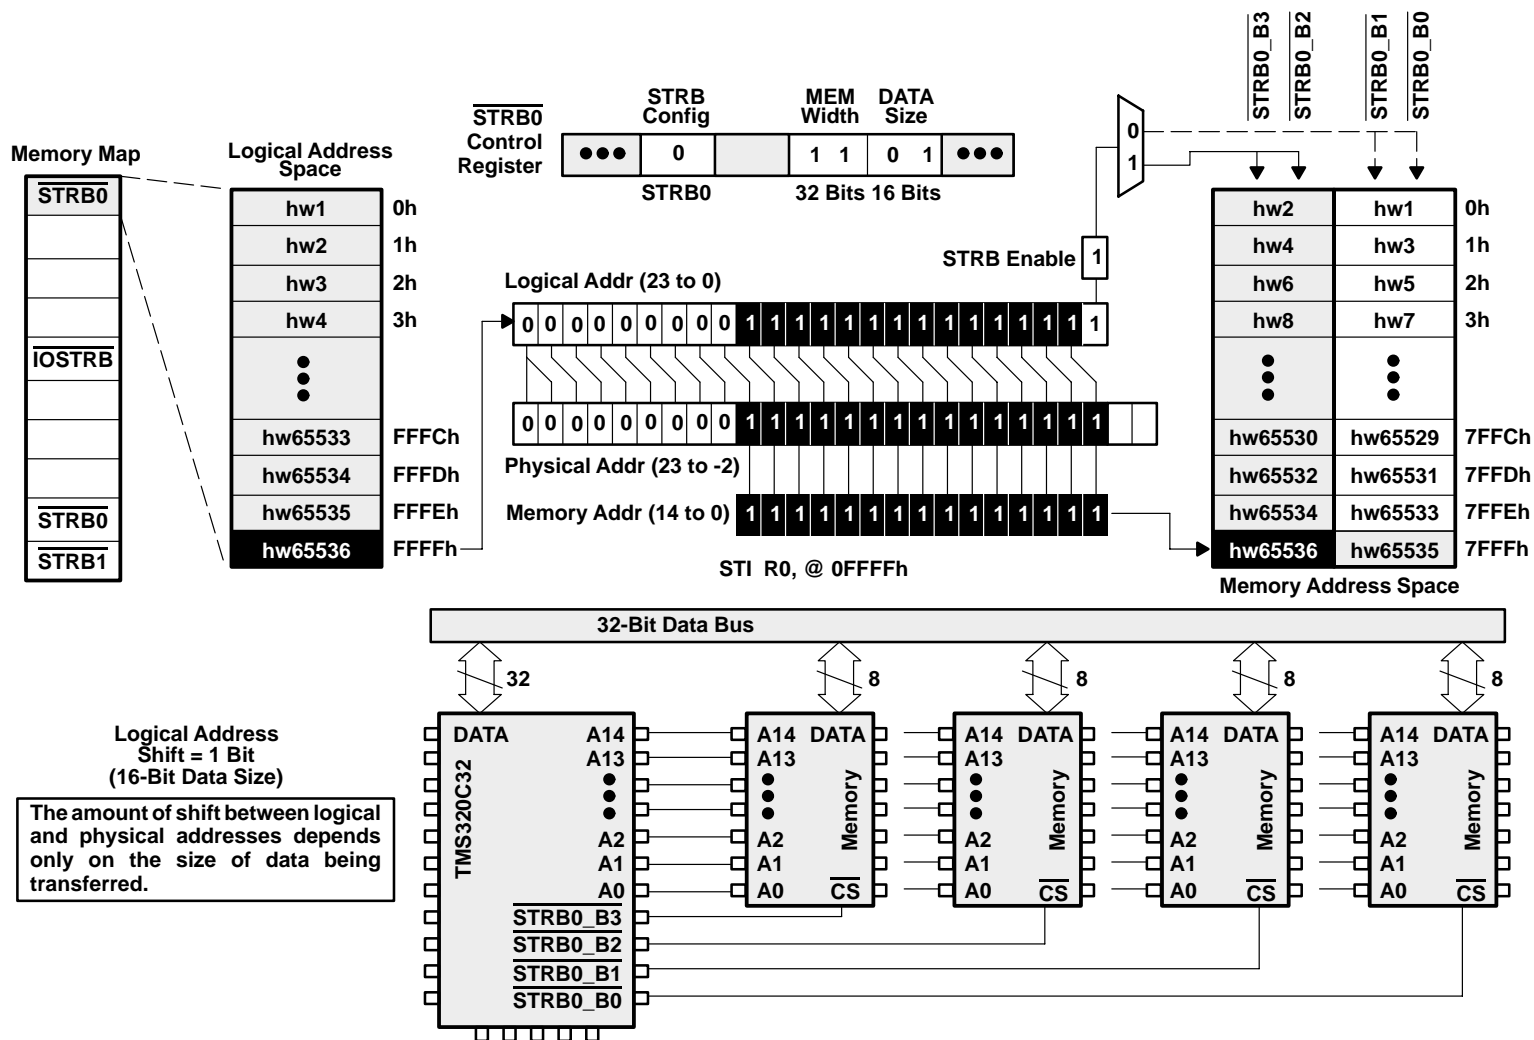 STRB0_B3
STRB0_B2
STRB0_B1
STRB0_B0
STRB0
Control
Register
STRB
Config
MEM
Width
DATA
Size
0
1 1
0 1
STRB0
32 Bits 16 Bits
0
1
Memory Map
STRB0
IOSTRB
STRB0
STRB1
Logical Address
Space
hw1 0h
hw2 1h
hw3 2h
hw4 3h
hw65533 FFFCh
hw65534 FFFDh
hw65535 FFFEh
hw65536 FFFFh
STRB Enable 1
Logical Addr (23 to 0)
0 0 0 0 0 0 0 0 0 1 1 1 1 1 1 1 1 1 1 1 1 1 1 1
0 0 0 0 0 0 0 0 0 1 1 1 1 1 1 1 1 1 1 1 1 1 1 1
Physical Addr (23 to -2)
Memory Addr (14 to 0) 1 1 1 1 1 1 1 1 1 1 1 1 1 1 1
STI R0, @ 0FFFFh
hw2 hw1 0h
hw4 hw3 1h
hw6 hw5 2h
hw8 hw7 3h
hw65530 hw65529 7FFCh
hw65532 hw65531 7FFDh
hw65534 hw65533 7FFEh
hw65536 hw65535 7FFFh
Memory Address Space
32-Bit Data Bus
32
8
8
8
8
Logical Address
Shift = 1 Bit
(16-Bit Data Size)
The amount of shift between logical
and physical addresses depends
only on the size of data being
transferred.
TMS320C32
DATA A14
A13
A2
A1
A0
STRB0_B3
STRB0_B2
STRB0_B1
STRB0_B0
A14 DATA
A13
Memory
A2
A1
A0 CS
A14 DATA
A13
Memory
A2
A1
A0 CS
A14 DATA
A13
Memory
A2
A1
A0 CS
A14 DATA
A13
Memory
A2
A1
A0 CS